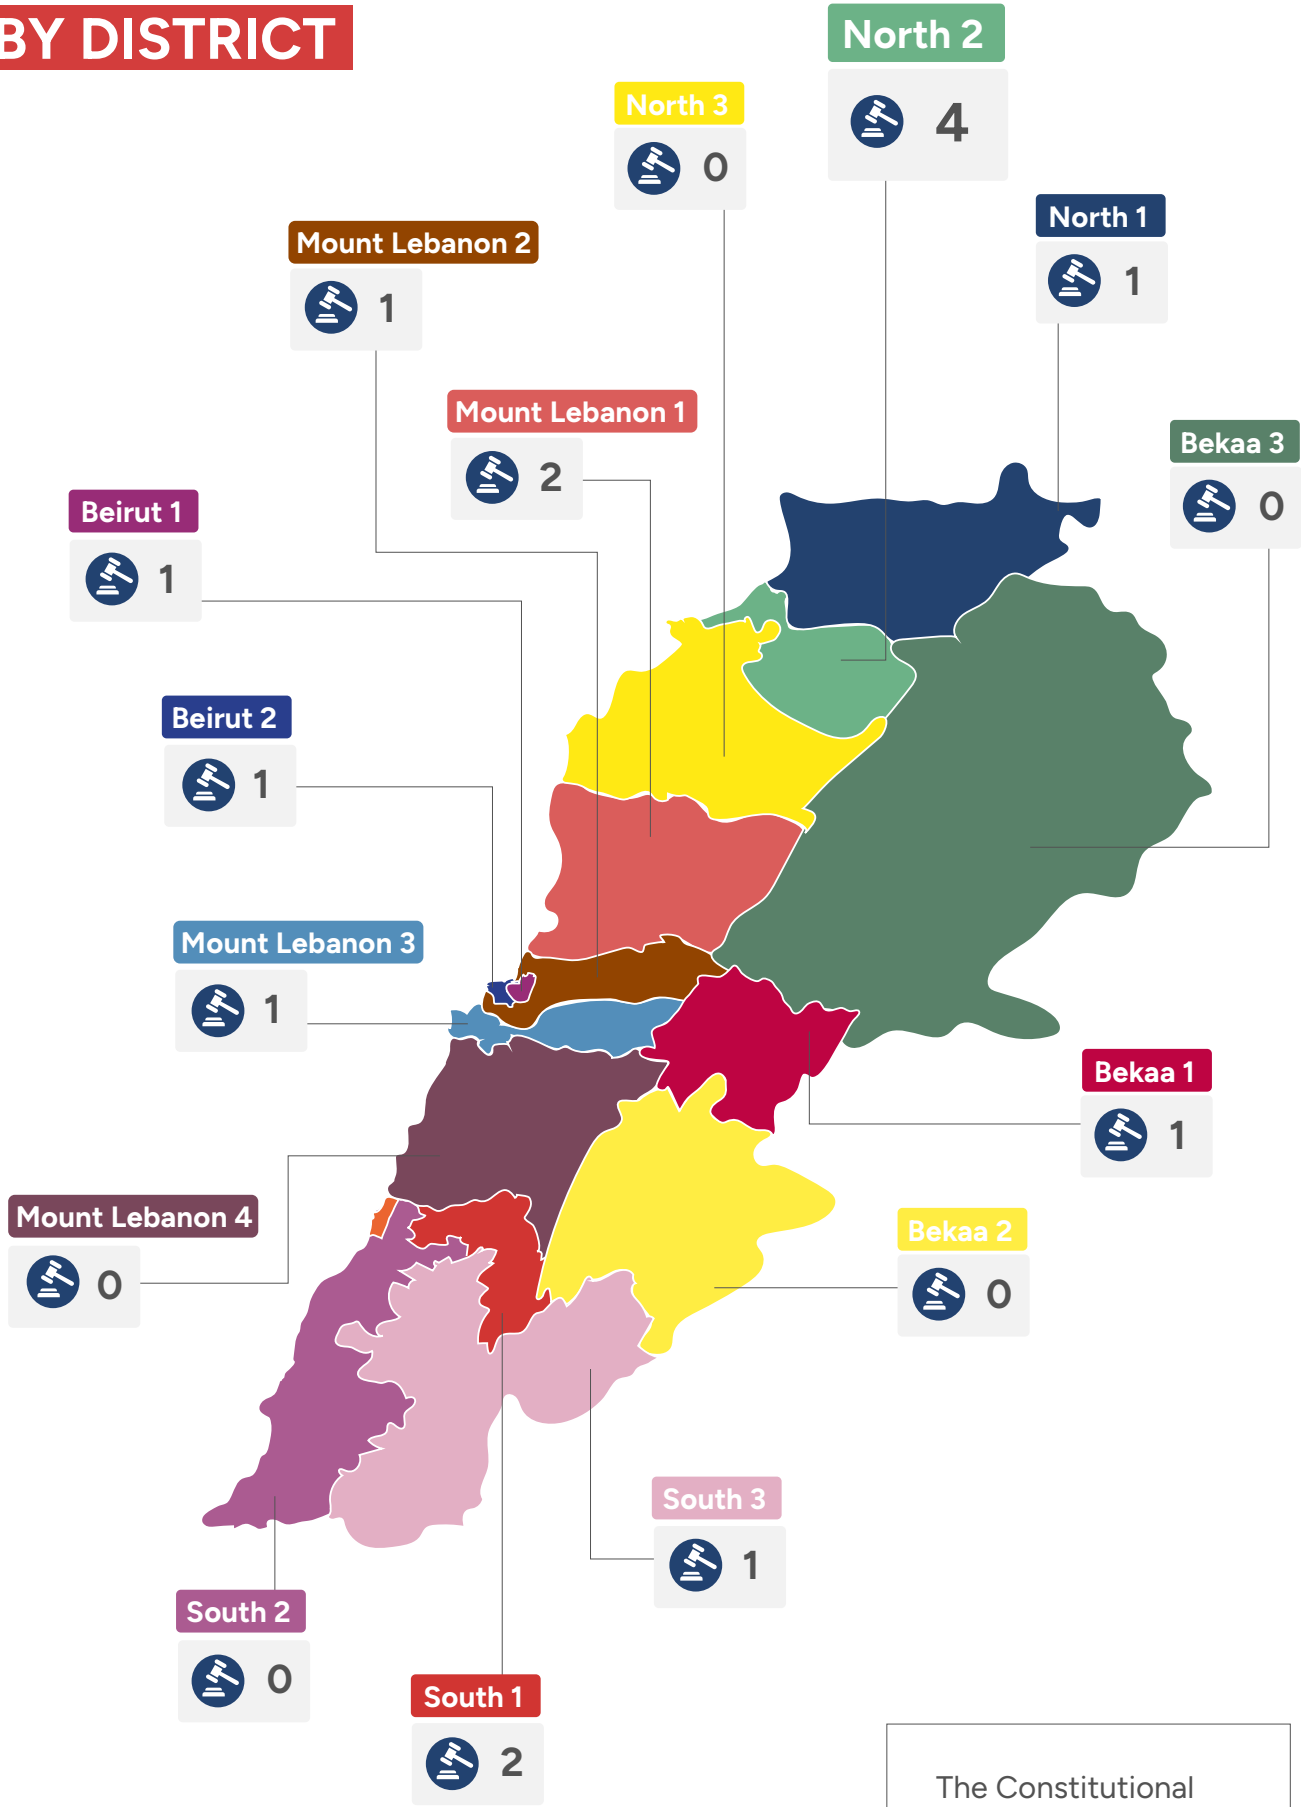 BY DISTRICT
North 2
4
North 3
0
North 1
1
Mount Lebanon 2
1
Mount Lebanon 1
2
Bekaa 3
0
Beirut 1
1
Beirut 2
1
Mount Lebanon 3
1
Bekaa 1
1
Mount Lebanon 4
0
Bekaa 2
0
South 3
1
South 2
0
South 1
2
The Constitutional